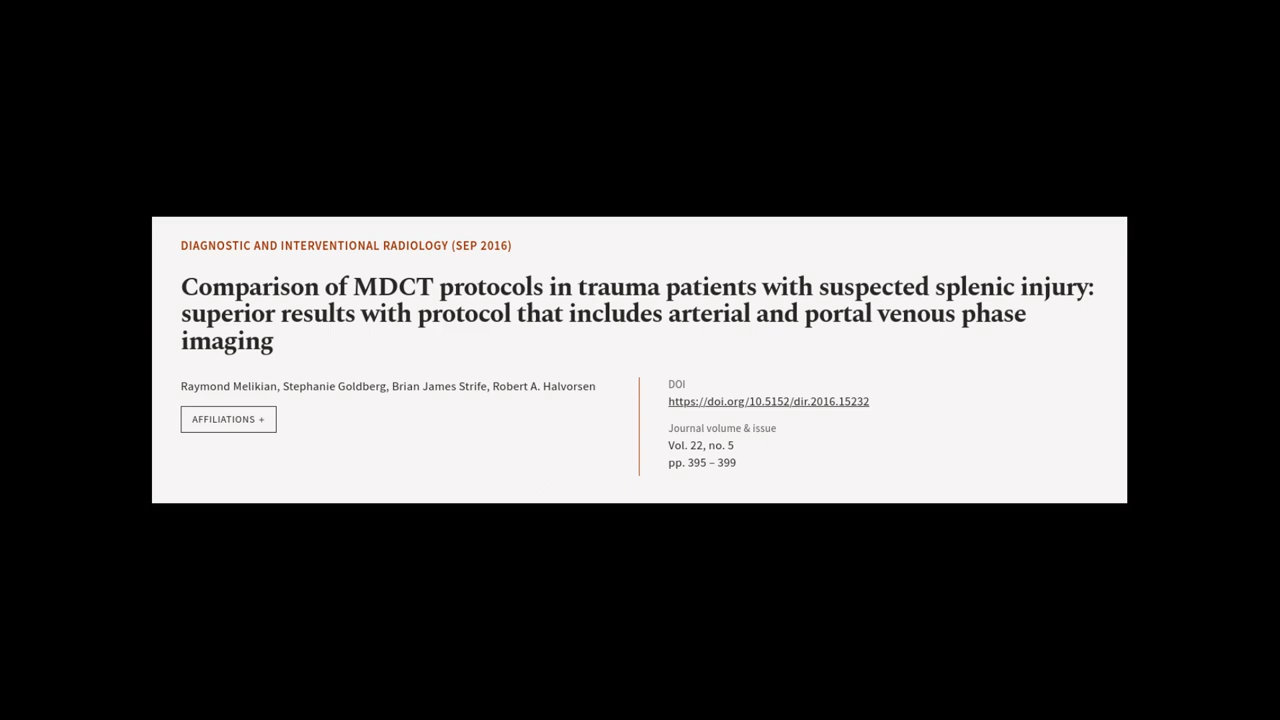 DIAGNOSTIC AND INTERVENTIONAL RADIOLOGY (SEP 2016)
Comparison of MDCT protocols in trauma patients with suspected splenic injury:
superior results with protocol that includes arterial and portal venous phase
imaging
Raymond Melikian, Stephanie Goldberg, Brian James Strife, Robert A. Halvorsen
AFFILIATIONS +
DOI
https://doi.org/10.5152/dir.2016.15232
Journal volume & issue
Vol. 22, no. 5
pp. 395 – 399